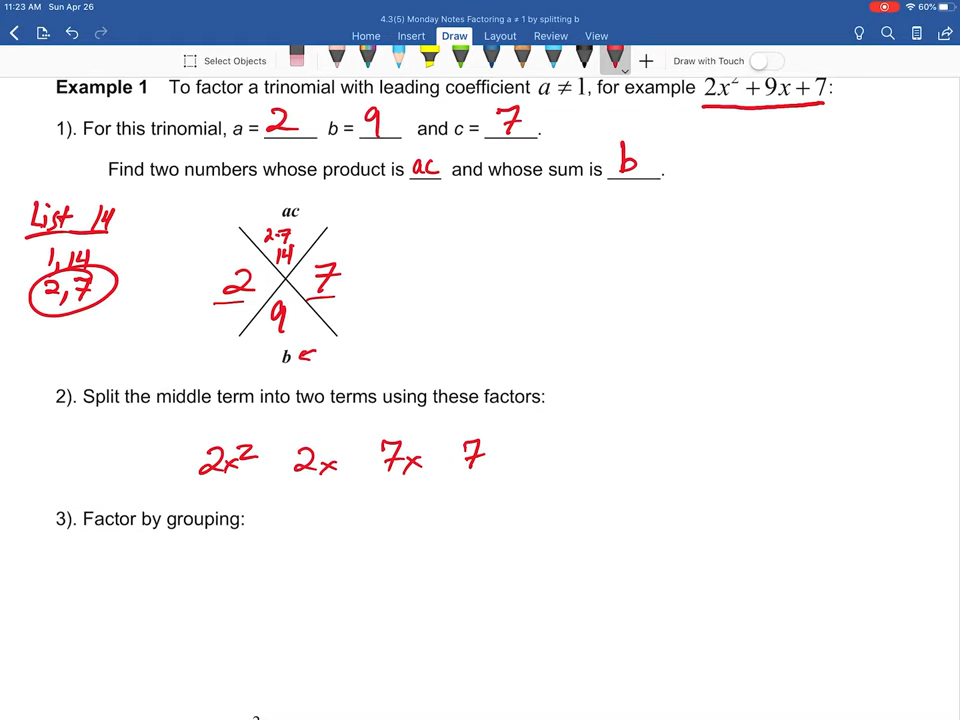 11:23 AM Sun Apr 26 60%
4.3(5) Monday Notes Factoring a ≠ 1 by splitting b
Home Insert Draw Layout Review View
Select Objects Draw with Touch
Example 1 To factor a trinomial with leading coefficient a ≠ 1, for example 2x² + 9x + 7:
1). For this trinomial, a = 2 b = 9 and c = 7.
Find two numbers whose product is ac and whose sum is b.
List 14
1, 14
2, 7
ac
2·7
14
2 7
9
b
2). Split the middle term into two terms using these factors:
2x² 2x 7x 7
3). Factor by grouping: